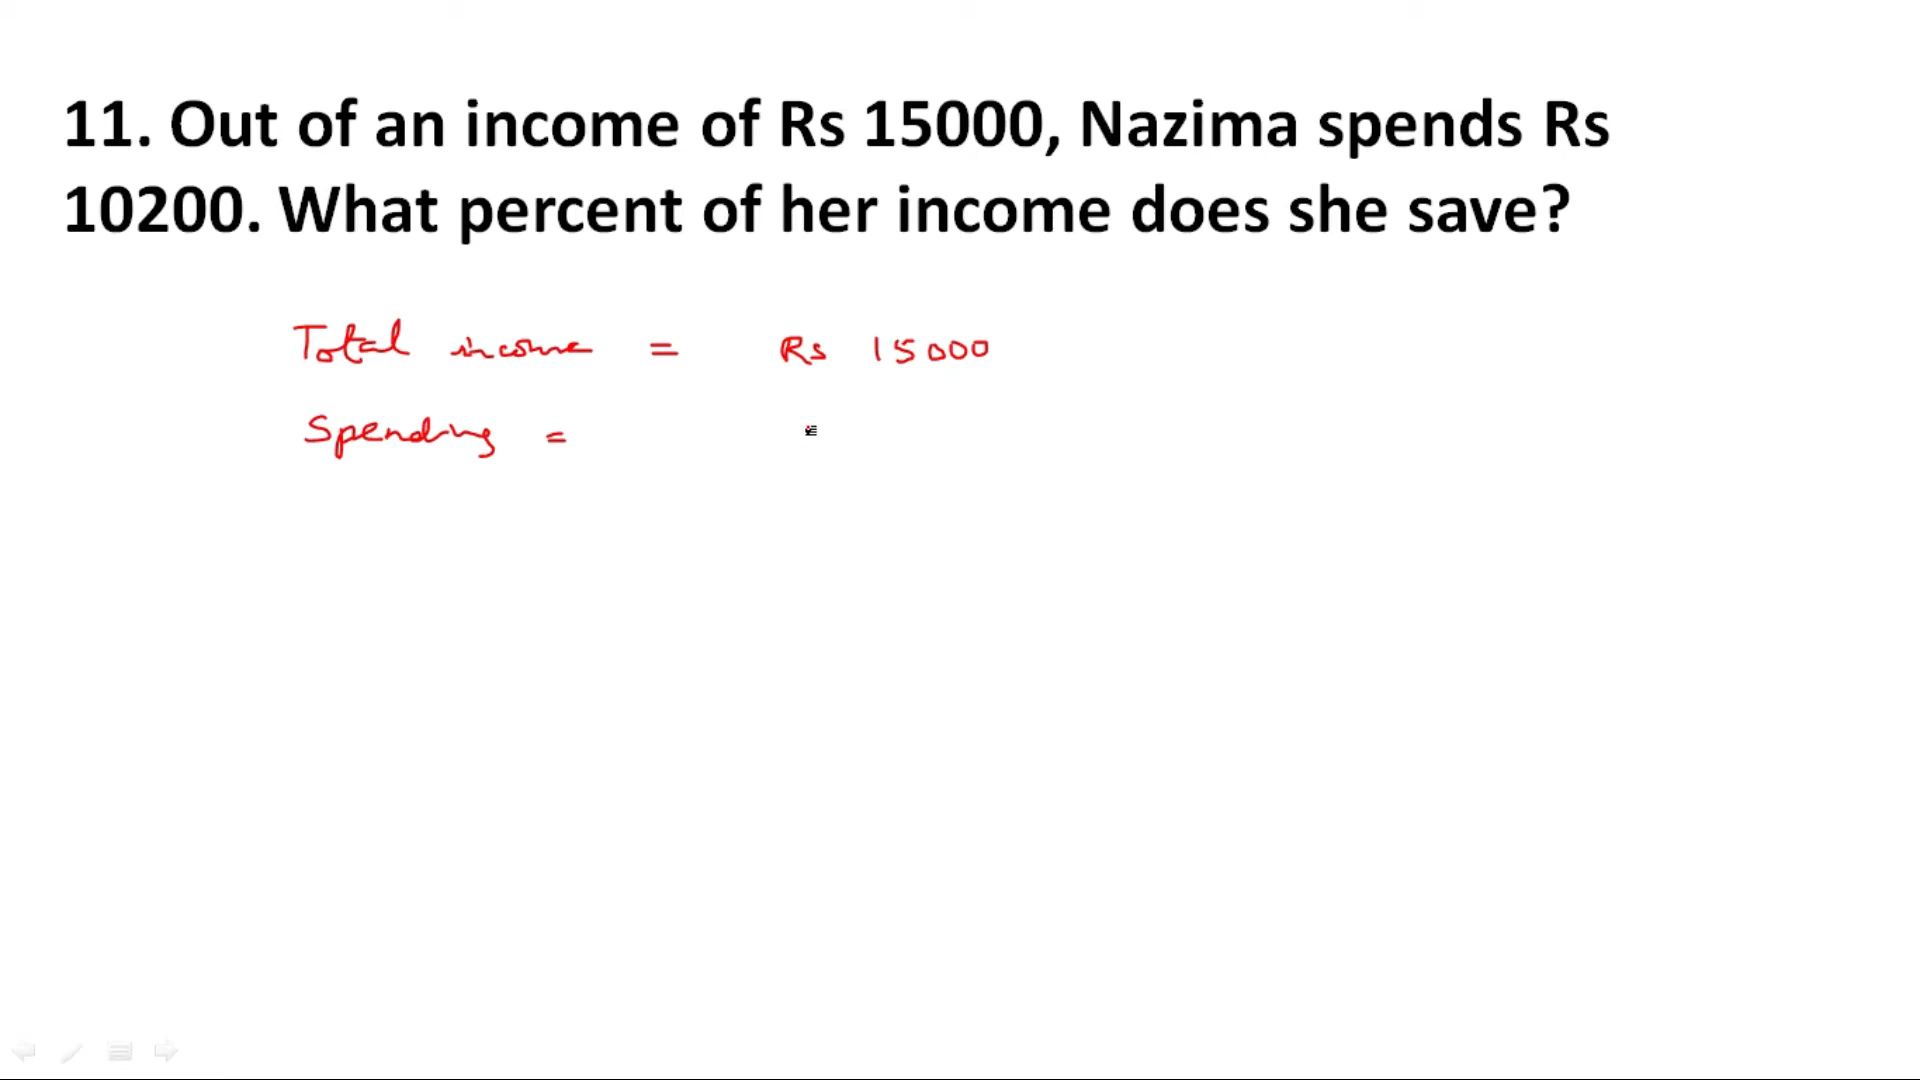 11. Out of an income of Rs 15000, Nazima spends Rs
10200. What percent of her income does she save?
Total income = Rs 15000
Spending =